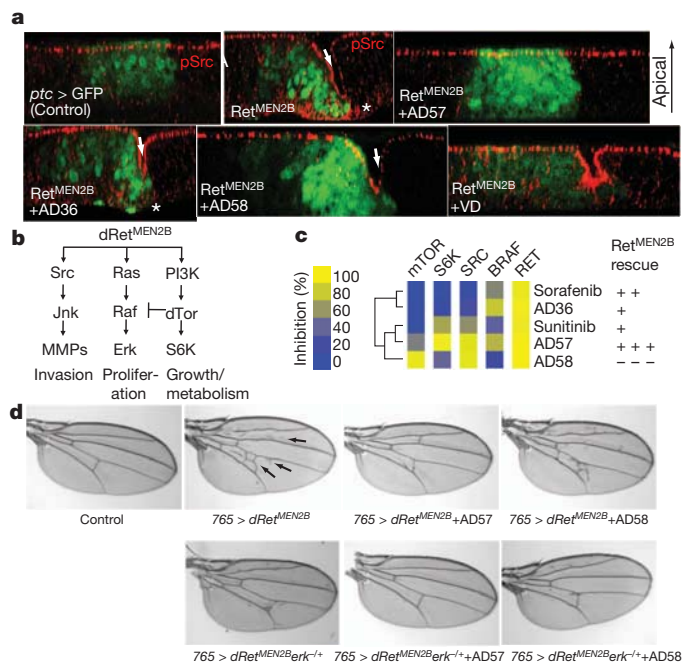 a
pSrc
ptc > GFP
(Control)
pSrc
Ret^MEN2B
*
Ret^MEN2B
+AD57
Apical
Ret^MEN2B
+AD36
*
Ret^MEN2B
+AD58
Ret^MEN2B
+VD
b
dRet^MEN2B
Src Ras PI3K
Jnk Raf dTor
MMPs Erk S6K
Invasion Prolifer-
ation Growth/
metabolism
c
Inhibition (%)
100
80
60
40
20
0
mTOR S6K SRC BRAF RET
Ret^MEN2B
rescue
Sorafenib + +
AD36 +
Sunitinib +
AD57 + + +
AD58 – – –
d
Control
765 > dRet^MEN2B
765 > dRet^MEN2B+AD57
765 > dRet^MEN2B+AD58
765 > dRet^MEN2B erk^–/+
765 > dRet^MEN2B erk^–/++AD57
765 > dRet^MEN2B erk^–/++AD58